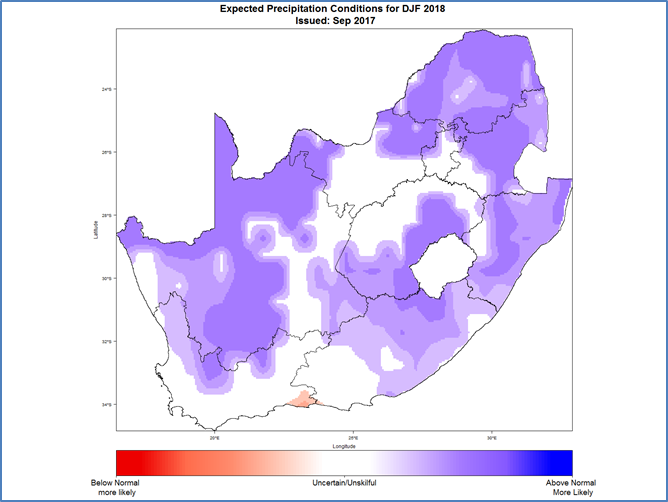 Expected Precipitation Conditions for DJF 2018
Issued: Sep 2017
24°S
26°S
28°S
30°S
32°S
34°S
Latitude
20°E
25°E
30°E
Longitude
Below Normal
more likely
Uncertain/Unskilful
Above Normal
More Likely